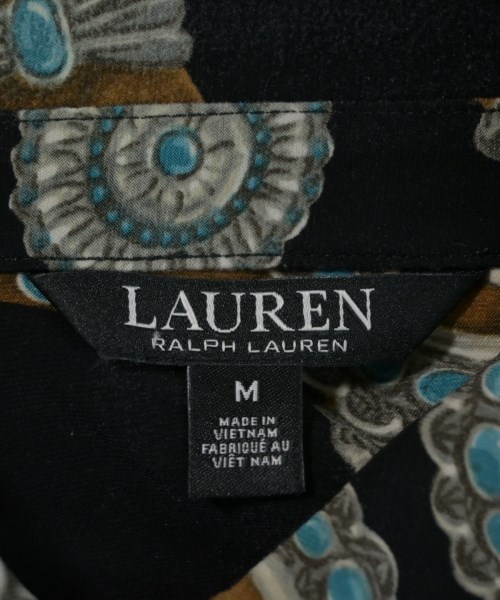 LAUREN
RALPH LAUREN
M
MADE IN
VIETNAM
FABRIQUÉ AU
VIÊT NAM